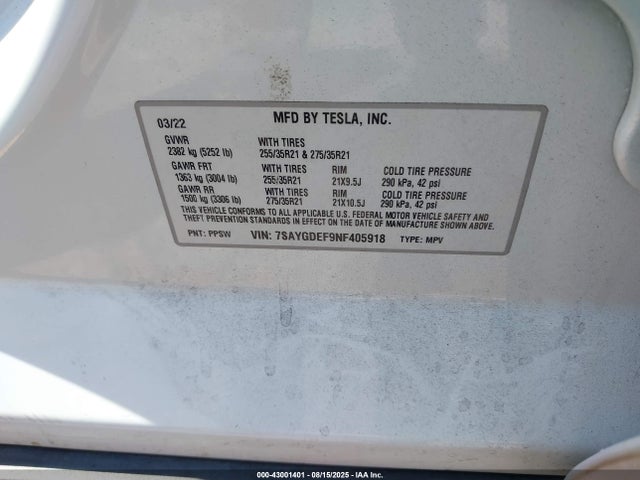 03/22 MFD BY TESLA, INC.
GVWR WITH TIRES
2382 kg (5252 lb) 255/35R21 & 275/35R21
GAWR FRT WITH TIRES RIM COLD TIRE PRESSURE
1363 kg (3004 lb) 255/35R21 21X9.5J 290 kPa, 42 psi
GAWR RR WITH TIRES RIM COLD TIRE PRESSURE
1500 kg (3306 lb) 275/35R21 21X10.5J 290 kPa, 42 psi
THIS VEHICLE CONFORMS TO ALL APPLICABLE U.S. FEDERAL MOTOR VEHICLE SAFETY AND
THEFT PREVENTION STANDARDS IN EFFECT ON THE DATE OF MANUFACTURE SHOWN ABOVE.
PNT: PPSW VIN: 7SAYGDEF9NF405918 TYPE: MPV
000-43001401 - 08/15/2025 - IAA Inc.